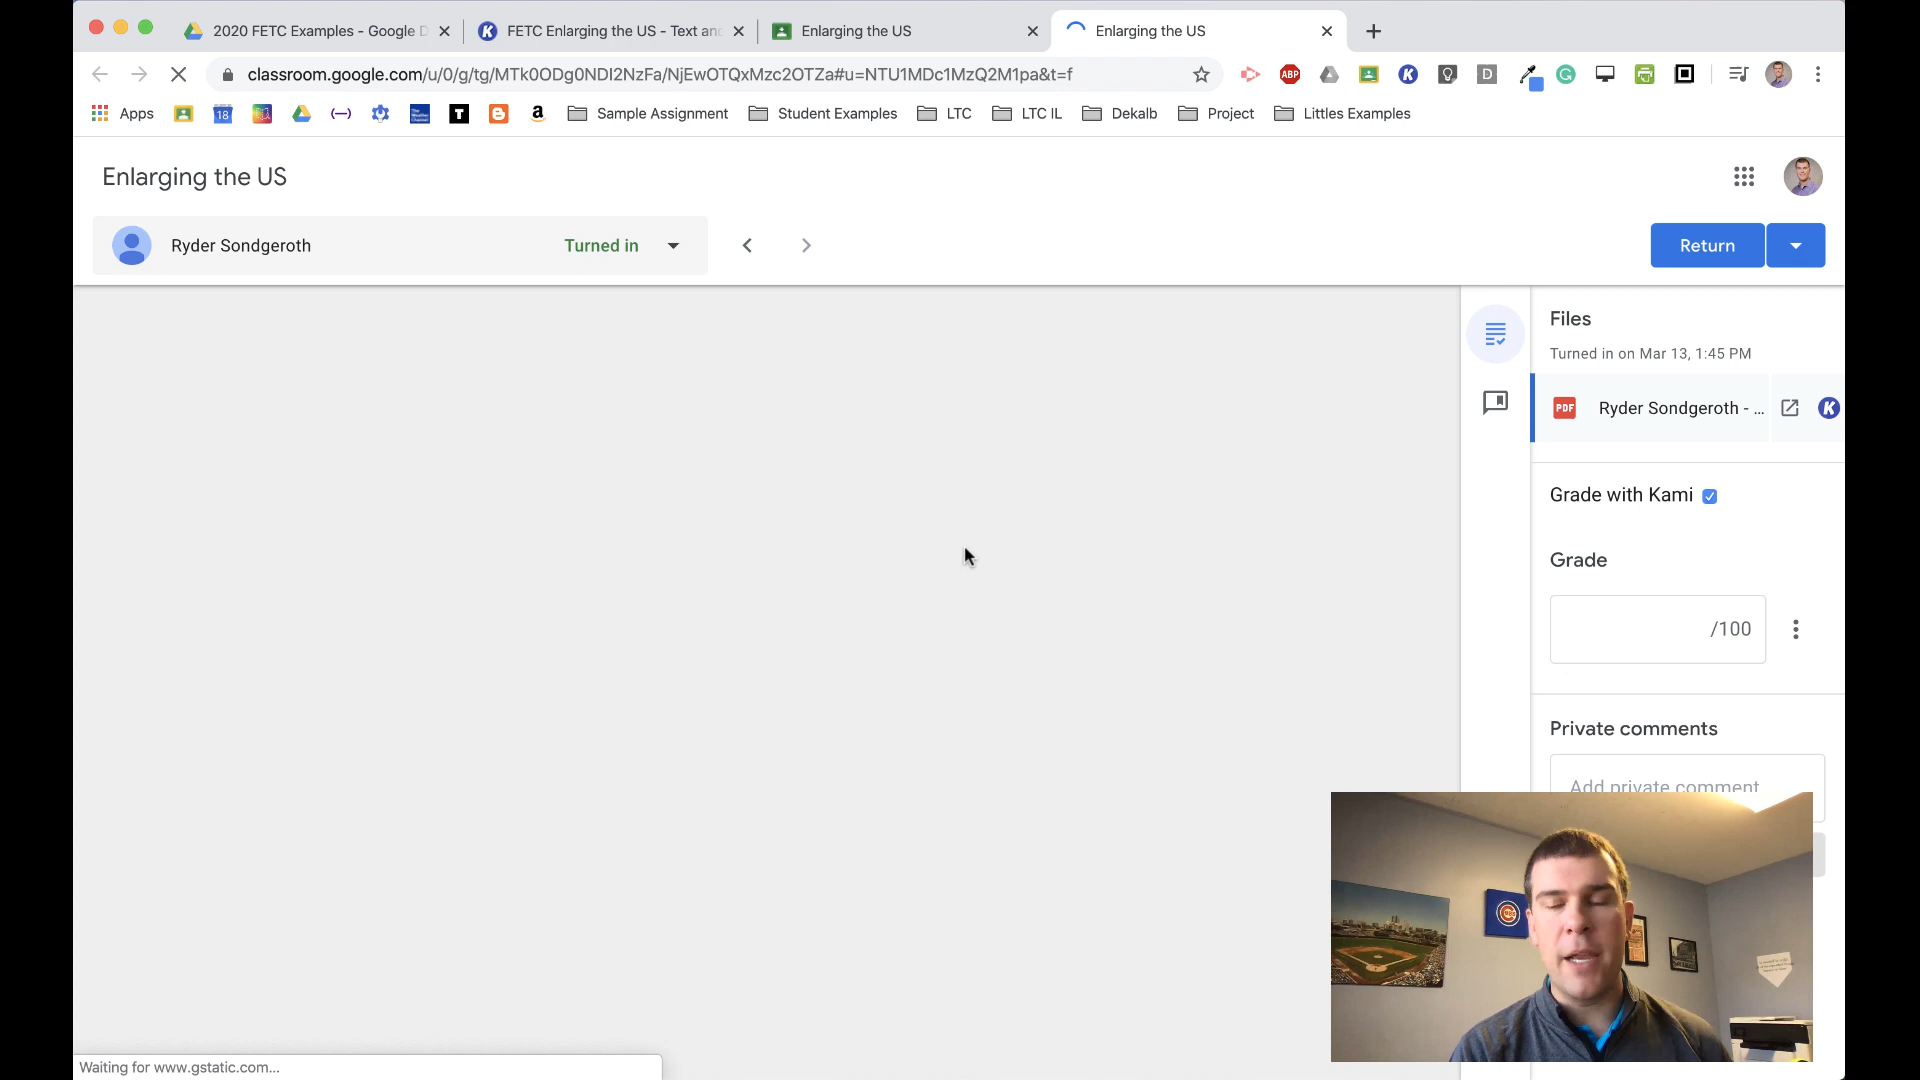 2020 FETC Examples - Google D
FETC Enlarging the US - Text an
Enlarging the US
Enlarging the US
classroom.google.com/u/0/g/tg/MTk0ODg0NDI2NzFa/NjEwOTQxMzc2OTZa#u=NTU1MDc1MzQ2M1pa&t=f
Apps
Sample Assignment
Student Examples
LTC
LTC IL
Dekalb
Project
Littles Examples
Enlarging the US
Ryder Sondgeroth
Turned in
Return
Files
Turned in on Mar 13, 1:45 PM
PDF
Ryder Sondgeroth - ...
Grade with Kami
Grade
/100
Private comments
Add private comment
Waiting for www.gstatic.com...